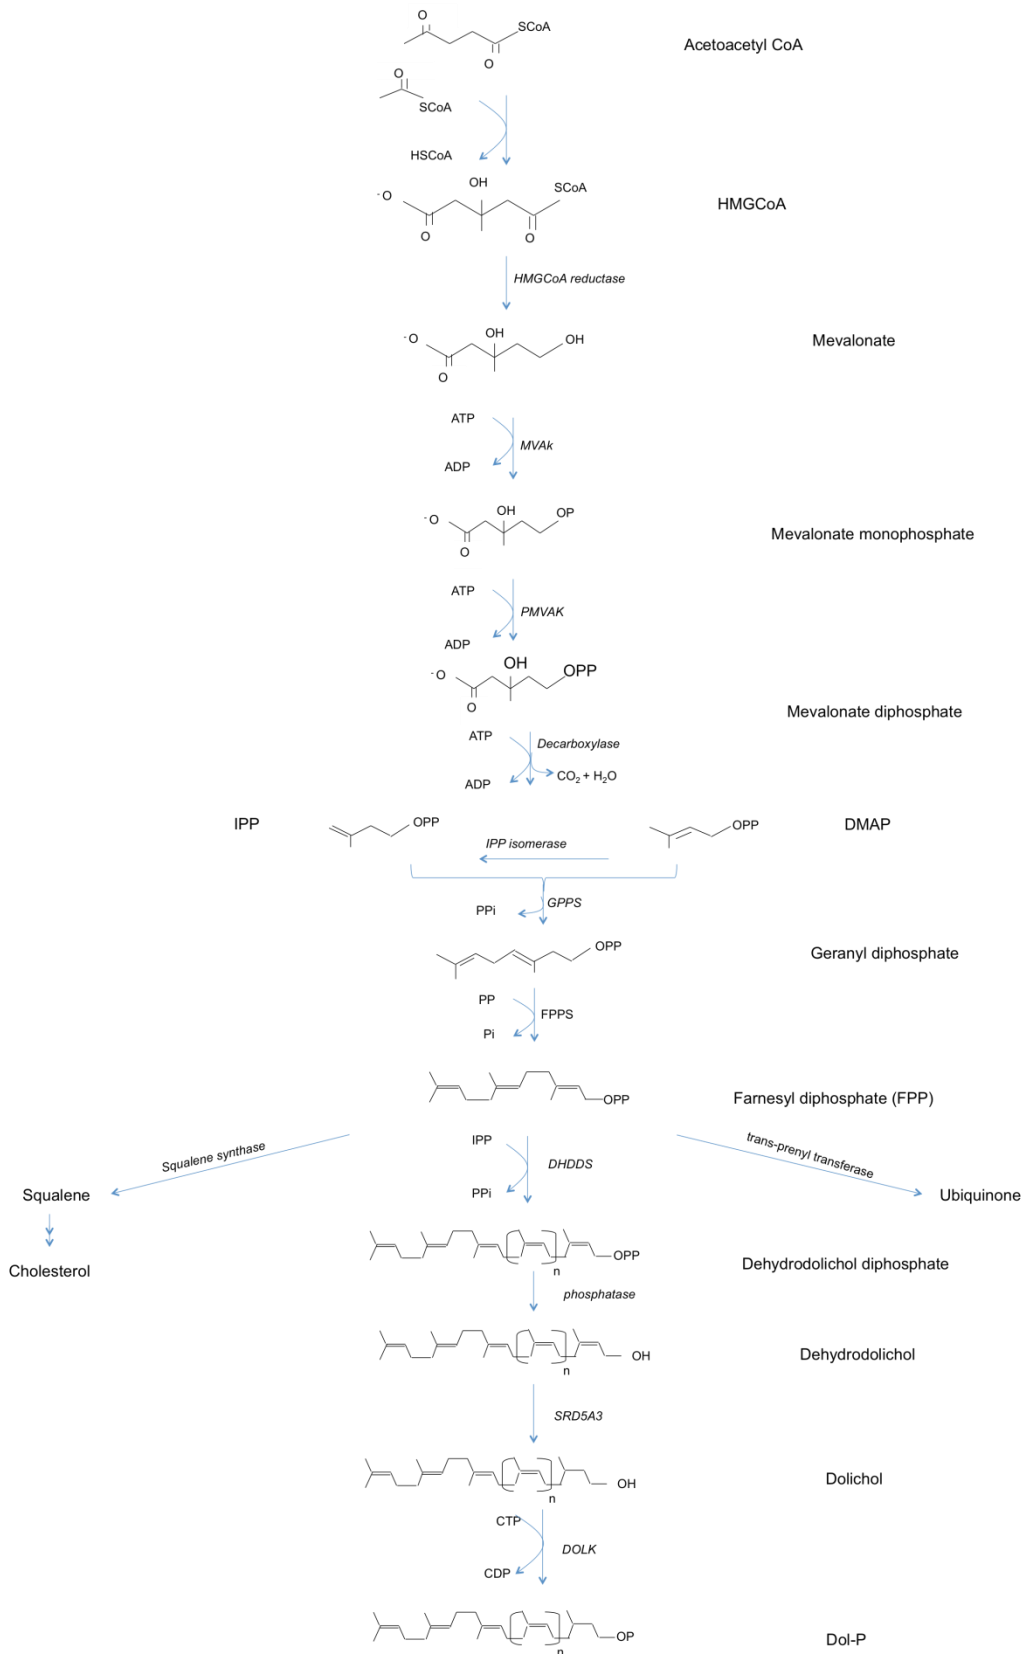 O
SCoA
O
Acetoacetyl CoA
O
SCoA
HSCoA
OH
SCoA
- O
O
O
HMGCoA
HMGCoA reductase
- O
OH
OH
O
Mevalonate
ATP
MVAk
ADP
- O
OH
OP
O
Mevalonate monophosphate
ATP
PMVAK
ADP
- O
OH
OPP
O
Mevalonate diphosphate
ATP
Decarboxylase
ADP
CO2 + H2O
IPP
OPP
OPP
DMAP
IPP isomerase
PPi
GPPS
OPP
Geranyl diphosphate
PP
FPPS
Pi
OPP
Farnesyl diphosphate (FPP)
Squalene synthase
IPP
DHDDS
PPi
trans-prenyl transferase
Squalene
Ubiquinone
Cholesterol
OPP
n
Dehydrodolichol diphosphate
phosphatase
OH
n
Dehydrodolichol
SRD5A3
OH
n
Dolichol
CTP
DOLK
CDP
OP
n
Dol-P